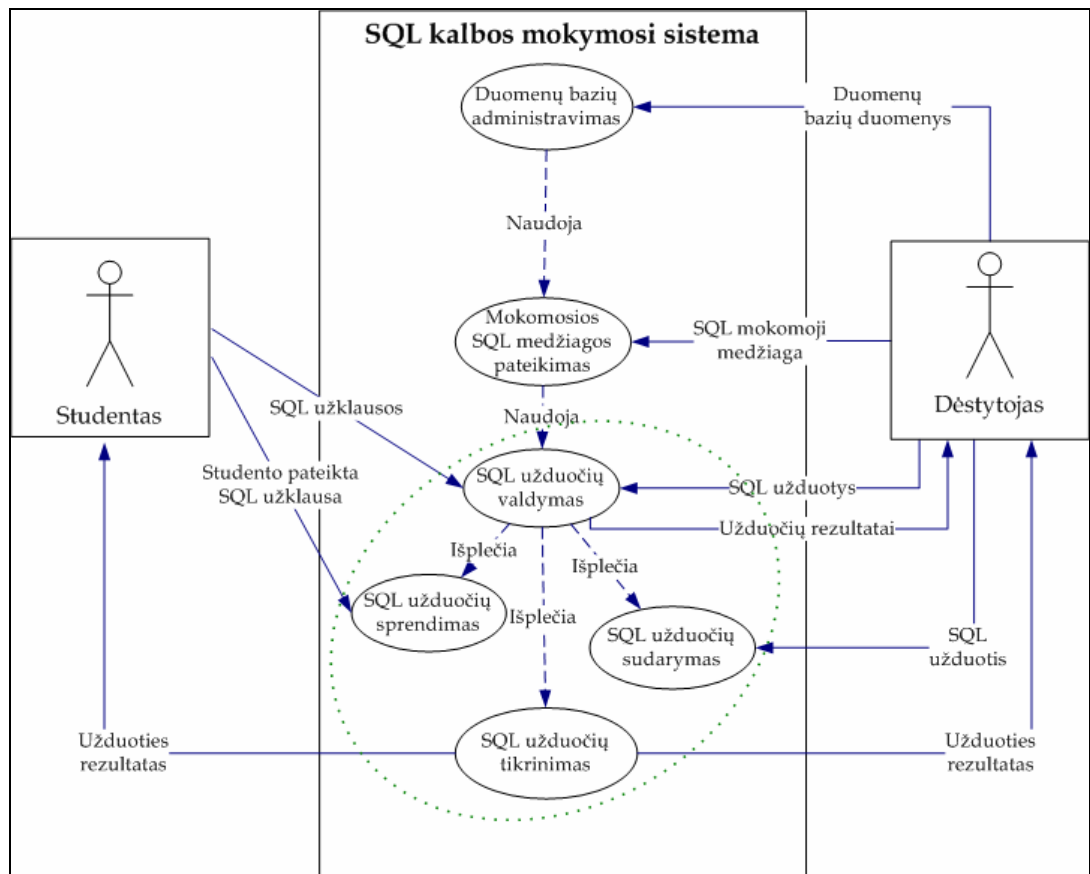 SQL kalbos mokymosi sistema
Duomenų bazių
administravimas
Duomenų
bazių duomenys
Naudoja
Mokomosios
SQL medžiagos
pateikimas
SQL mokomoji
medžiaga
Studentas
Dėstytojas
SQL užklausos
Naudoja
Studento pateikta
SQL užklausa
SQL užduočių
valdymas
SQL užduotys
Užduočių rezultatai
Išplečia
Išplečia
Išplečia
SQL užduočių
sprendimas
SQL užduočių
sudarymas
SQL
užduotis
SQL užduočių
tikrinimas
Užduoties
rezultatas
Užduoties
rezultatas